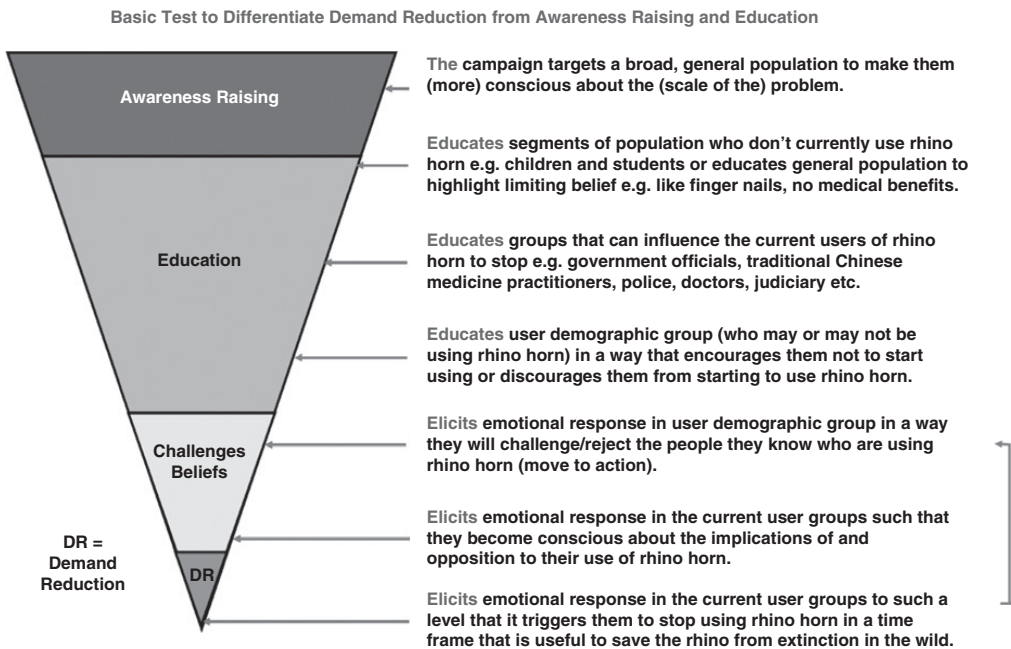 Basic Test to Differentiate Demand Reduction from Awareness Raising and Education
Awareness Raising
The campaign targets a broad, general population to make them
(more) conscious about the (scale of the) problem.
Educates segments of population who don't currently use rhino
horn e.g. children and students or educates general population to
highlight limiting belief e.g. like finger nails, no medical benefits.
Education
Educates groups that can influence the current users of rhino
horn to stop e.g. government officials, traditional Chinese
medicine practitioners, police, doctors, judiciary etc.
Educates user demographic group (who may or may not be
using rhino horn) in a way that encourages them not to start
using or discourages them from starting to use rhino horn.
Challenges
Beliefs
Elicits emotional response in user demographic group in a way
they will challenge/reject the people they know who are using
rhino horn (move to action).
Elicits emotional response in the current user groups such that
they become conscious about the implications of and
opposition to their use of rhino horn.
DR =
Demand
Reduction
DR
Elicits emotional response in the current user groups to such a
level that it triggers them to stop using rhino horn in a time
frame that is useful to save the rhino from extinction in the wild.